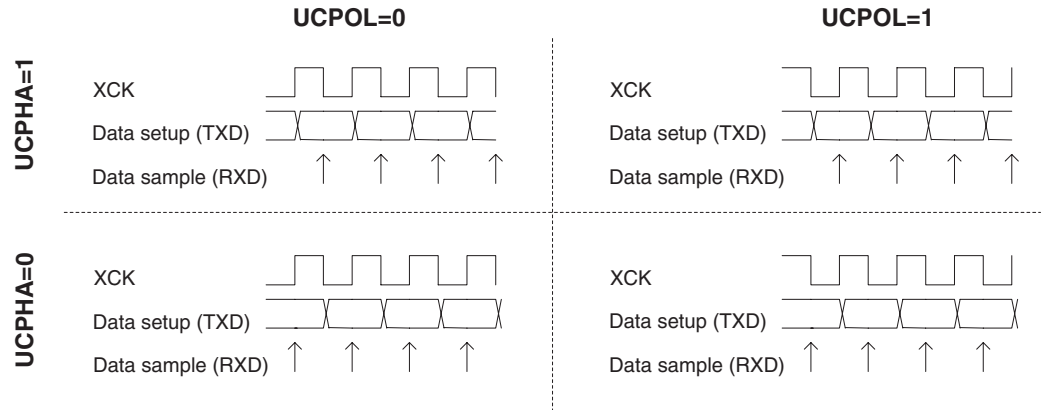 UCPOL=0
UCPOL=1
UCPHA=1
XCK
Data setup (TXD)
Data sample (RXD)
XCK
Data setup (TXD)
Data sample (RXD)
UCPHA=0
XCK
Data setup (TXD)
Data sample (RXD)
XCK
Data setup (TXD)
Data sample (RXD)